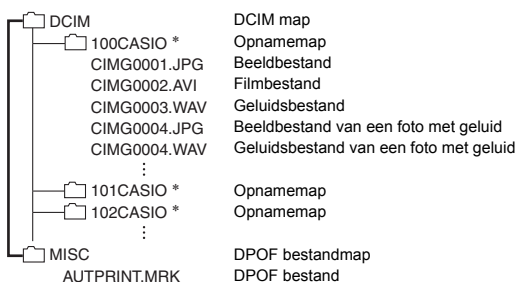 DCIM DCIM map
100CASIO * Opnamemap
CIMG0001.JPG Beeldbestand
CIMG0002.AVI Filmbestand
CIMG0003.WAV Geluidsbestand
CIMG0004.JPG Beeldbestand van een foto met geluid
CIMG0004.WAV Geluidsbestand van een foto met geluid
101CASIO * Opnamemap
102CASIO * Opnamemap
MISC DPOF bestandmap
AUTPRINT.MRK DPOF bestand